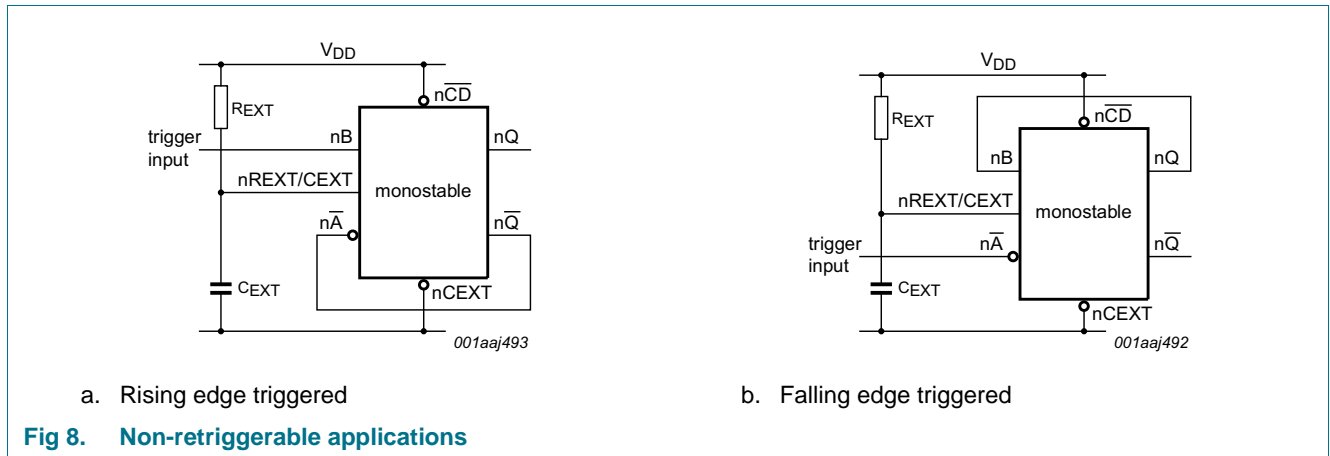 VDD
nC̅D̅
REXT
trigger
input
nB
nQ
nREXT/CEXT
monostable
nA̅
nQ̅
CEXT
nCEXT
001aaj493
a. Rising edge triggered
VDD
nC̅D̅
REXT
nB
nQ
nREXT/CEXT
monostable
trigger
input
nA̅
nQ̅
CEXT
nCEXT
001aaj492
b. Falling edge triggered
Fig 8. Non-retriggerable applications